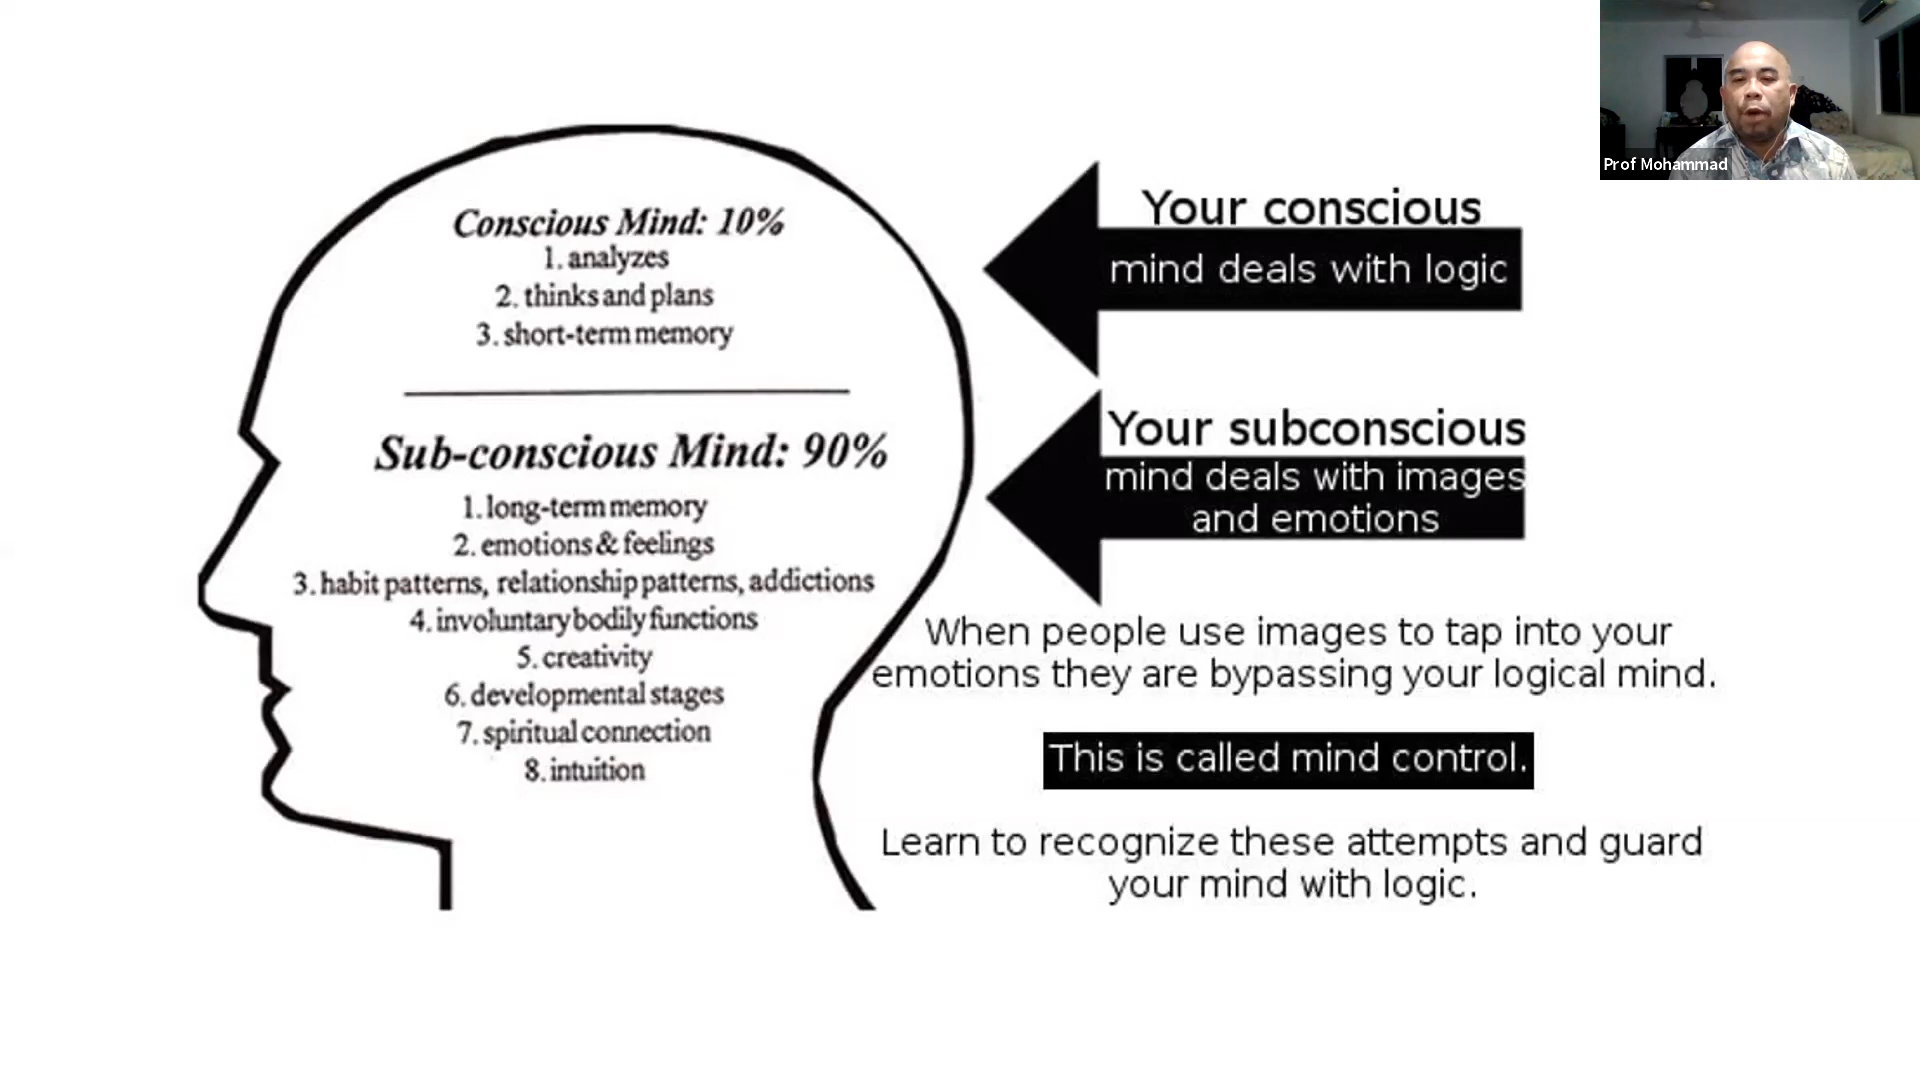 Prof Mohammad
Conscious Mind: 10%
1. analyzes
2. thinks and plans
3. short-term memory
Sub-conscious Mind: 90%
1. long-term memory
2. emotions & feelings
3. habit patterns, relationship patterns, addictions
4. involuntary bodily functions
5. creativity
6. developmental stages
7. spiritual connection
8. intuition
Your conscious
mind deals with logic
Your subconscious
mind deals with images
and emotions
When people use images to tap into your
emotions they are bypassing your logical mind.
This is called mind control.
Learn to recognize these attempts and guard
your mind with logic.